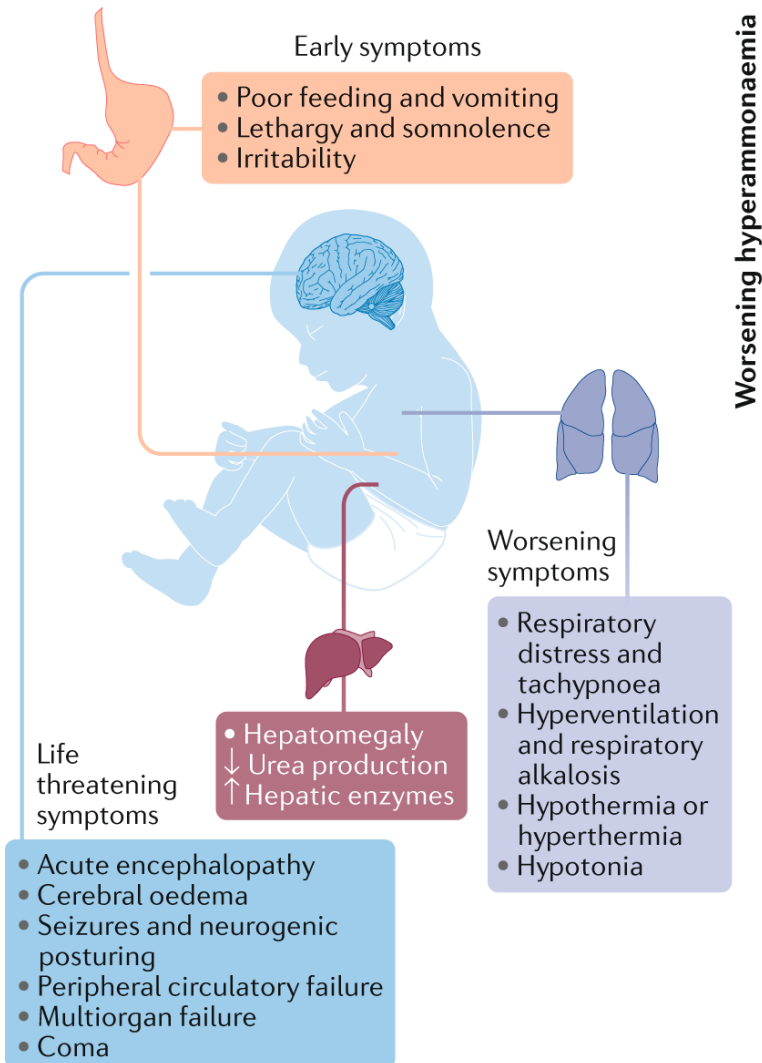 Early symptoms
• Poor feeding and vomiting
• Lethargy and somnolence
• Irritability
Worsening hyperammonaemia
Worsening
symptoms
• Respiratory
distress and
tachypnoea
• Hyperventilation
and respiratory
alkalosis
• Hypothermia or
hyperthermia
• Hypotonia
• Hepatomegaly
↓ Urea production
↑ Hepatic enzymes
Life
threatening
symptoms
• Acute encephalopathy
• Cerebral oedema
• Seizures and neurogenic
posturing
• Peripheral circulatory failure
• Multiorgan failure
• Coma